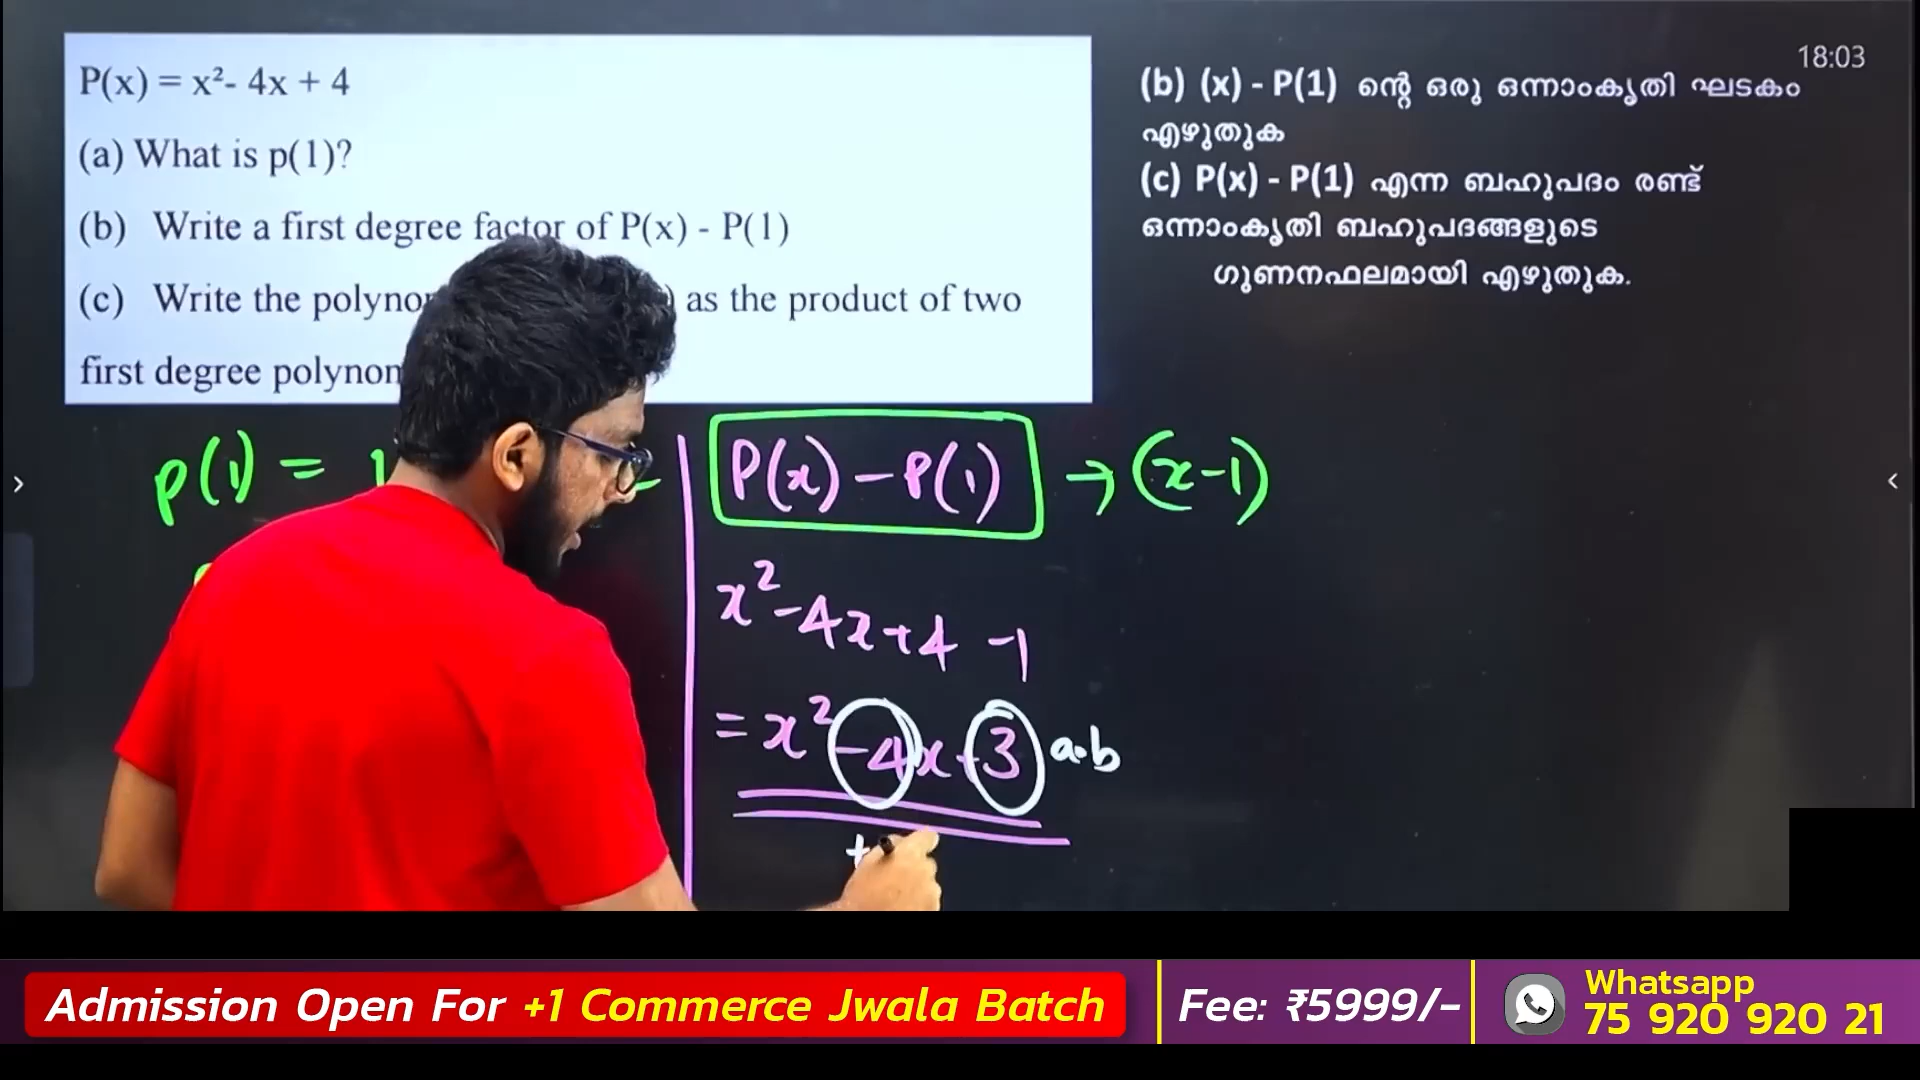 18:03
P(x) = x²- 4x + 4
(a) What is p(1)?
(b) Write a first degree factor of P(x) - P(1)
(c) Write the as the product of two
first degree
(b) (x) - P(1) ന്റെ ഒരു ഒന്നാംകൃതി ഘടകം
എഴുതുക
(c) P(x) - P(1) എന്ന ബഹുപദം രണ്ട്
ഒന്നാംകൃതി ബഹുപദങ്ങളുടെ
ഗുണനഫലമായി എഴുതുക.
p(1) =
P(x) - P(1) → (x-1)
x² - 4x + 4 - 1
= x² - 4x + 3 a·b
+
Admission Open For +1 Commerce Jwala Batch
Fee: ₹5999/-
Whatsapp
75 920 920 21